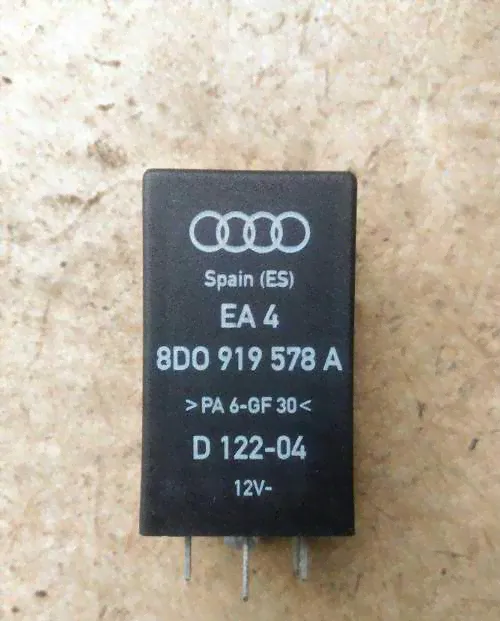 Spain (ES)
EA 4
8D0 919 578 A
>PA 6-GF 30<
D 122-04
12V-